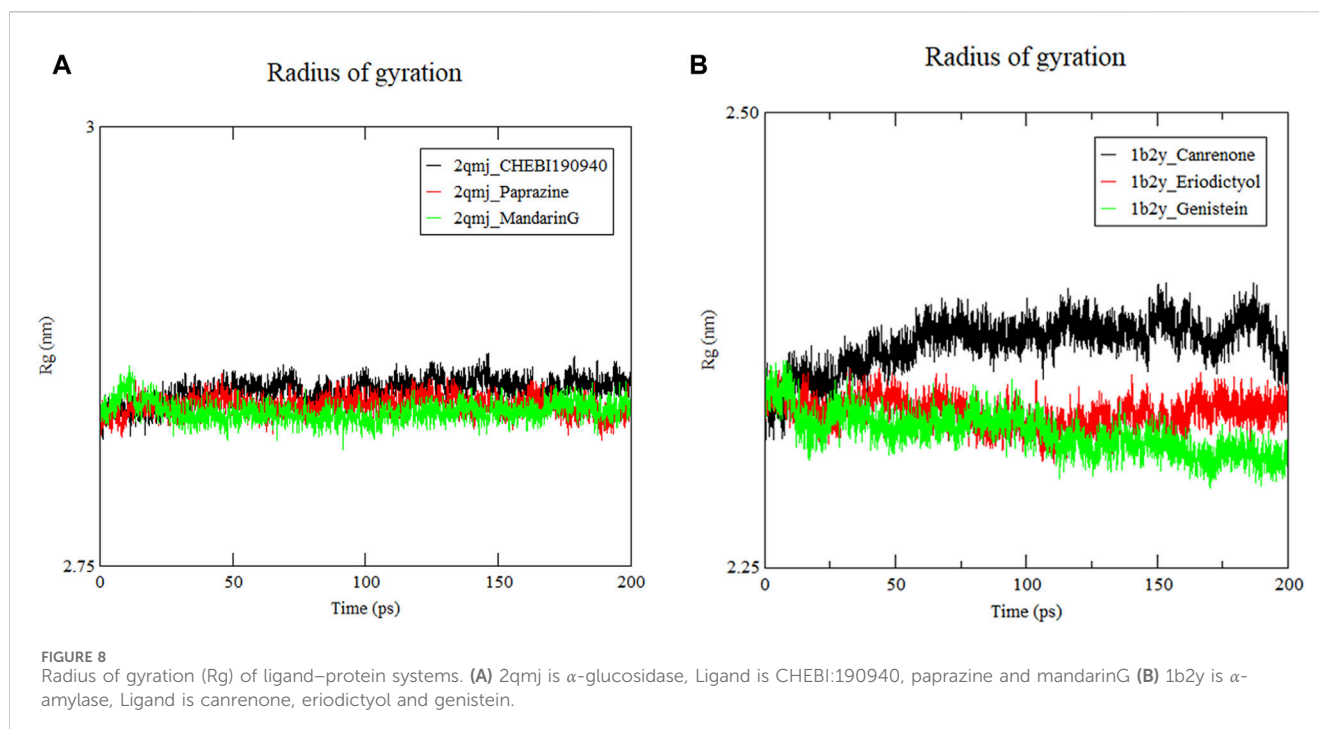 A
Radius of gyration
3
2qmj_CHEBI190940
2qmj_Paprazine
2qmj_MandarinG
Rg (nm)
2.75
0
50
100
150
200
Time (ps)
B
Radius of gyration
2.50
1b2y_Canrenone
1b2y_Eriodictyol
1b2y_Genistein
Rg (nm)
2.25
0
50
100
150
200
Time (ps)
FIGURE 8
Radius of gyration (Rg) of ligand–protein systems. (A) 2qmj is α-glucosidase, Ligand is CHEBI:190940, paprazine and mandarinG (B) 1b2y is α-
amylase, Ligand is canrenone, eriodictyol and genistein.